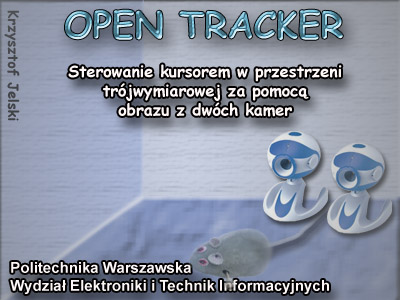 OPEN TRACKER
Krzysztof Jelski
Sterowanie kursorem w przestrzeni
trójwymiarowej za pomocą
obrazu z dwóch kamer
Politechnika Warszawska
Wydział Elektroniki i Technik Informacyjnych